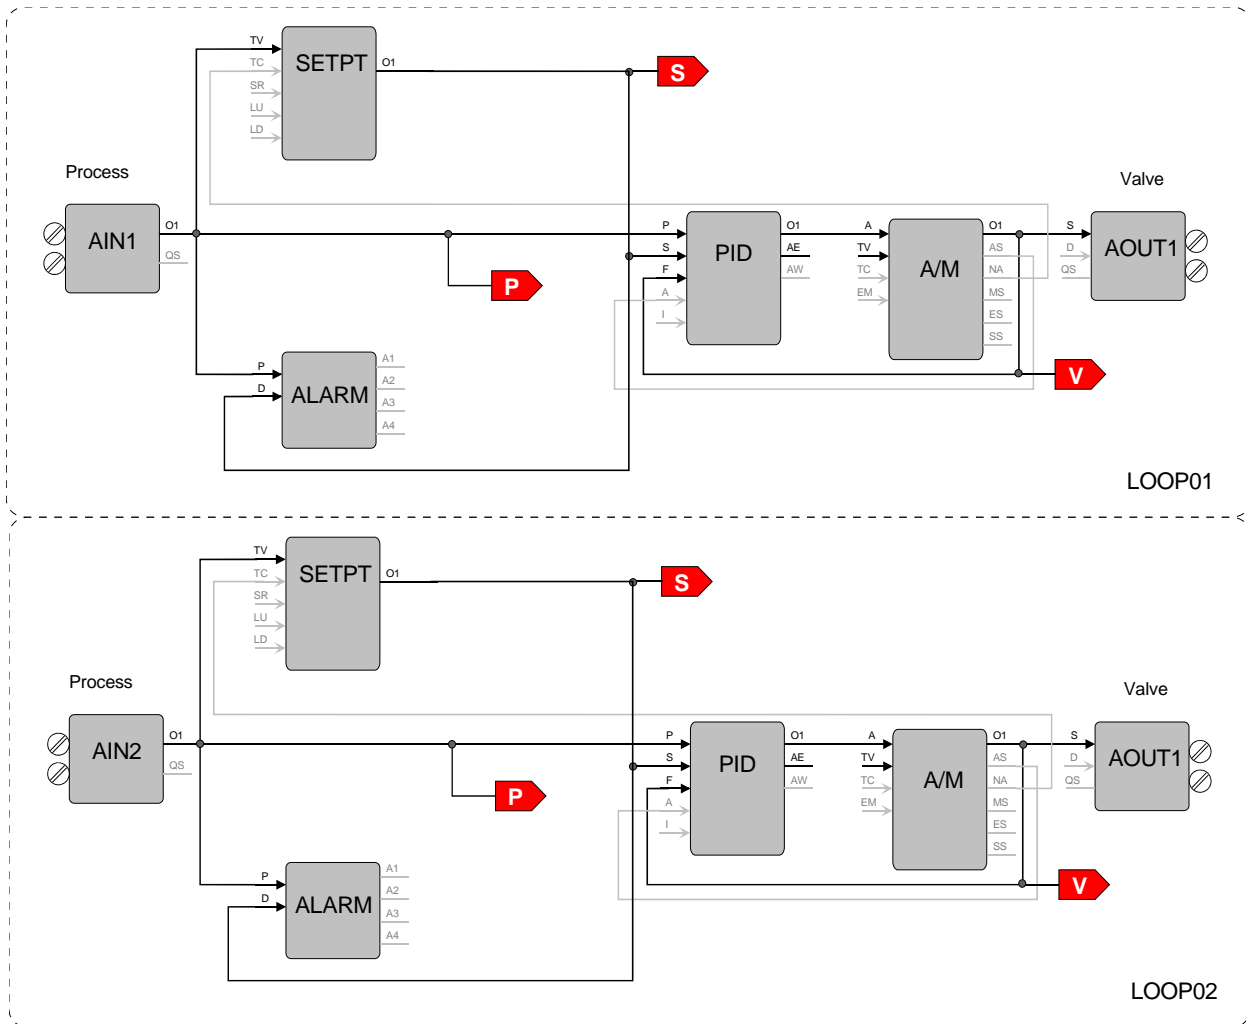 TV
TC
SR
LU
LD
SETPT
O1
S
Process
AIN1
O1
QS
P
P
S
F
A
I
PID
O1
AE
AW
A
TV
TC
EM
A/M
O1
AS
NA
MS
ES
SS
Valve
S
D
QS
AOUT1
P
D
ALARM
A1
A2
A3
A4
V
LOOP01
TV
TC
SR
LU
LD
SETPT
O1
S
Process
AIN2
O1
QS
P
P
S
F
A
I
PID
O1
AE
AW
A
TV
TC
EM
A/M
O1
AS
NA
MS
ES
SS
Valve
S
D
QS
AOUT1
P
D
ALARM
A1
A2
A3
A4
V
LOOP02